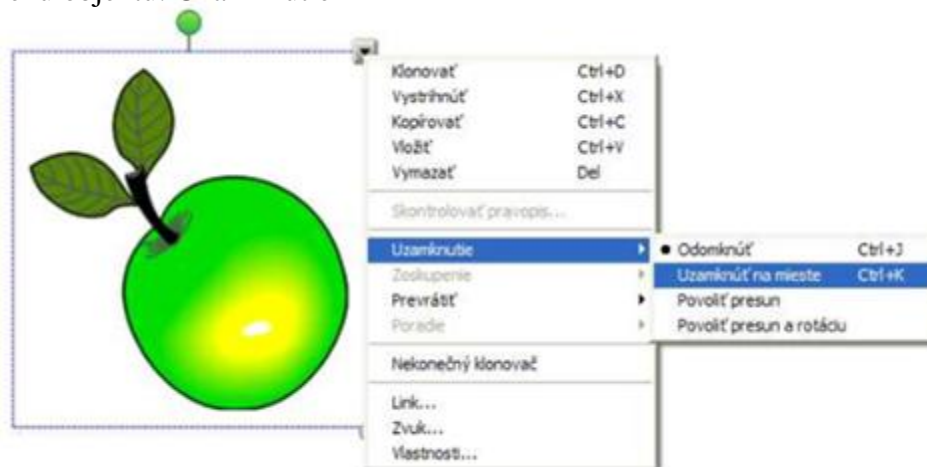 Klonovať Ctrl+D
Vystrihnúť Ctrl+X
Kopírovať Ctrl+C
Vložiť Ctrl+V
Vymazať Del
Skontrolovať pravopis...
Uzamknutie
Zoskupenie
Prevrátiť
Poradie
Nekonečný klonovač
Link...
Zvuk...
Vlastnosti...
Odomknúť Ctrl+J
Uzamknúť na mieste Ctrl+K
Povoliť presun
Povoliť presun a rotáciu